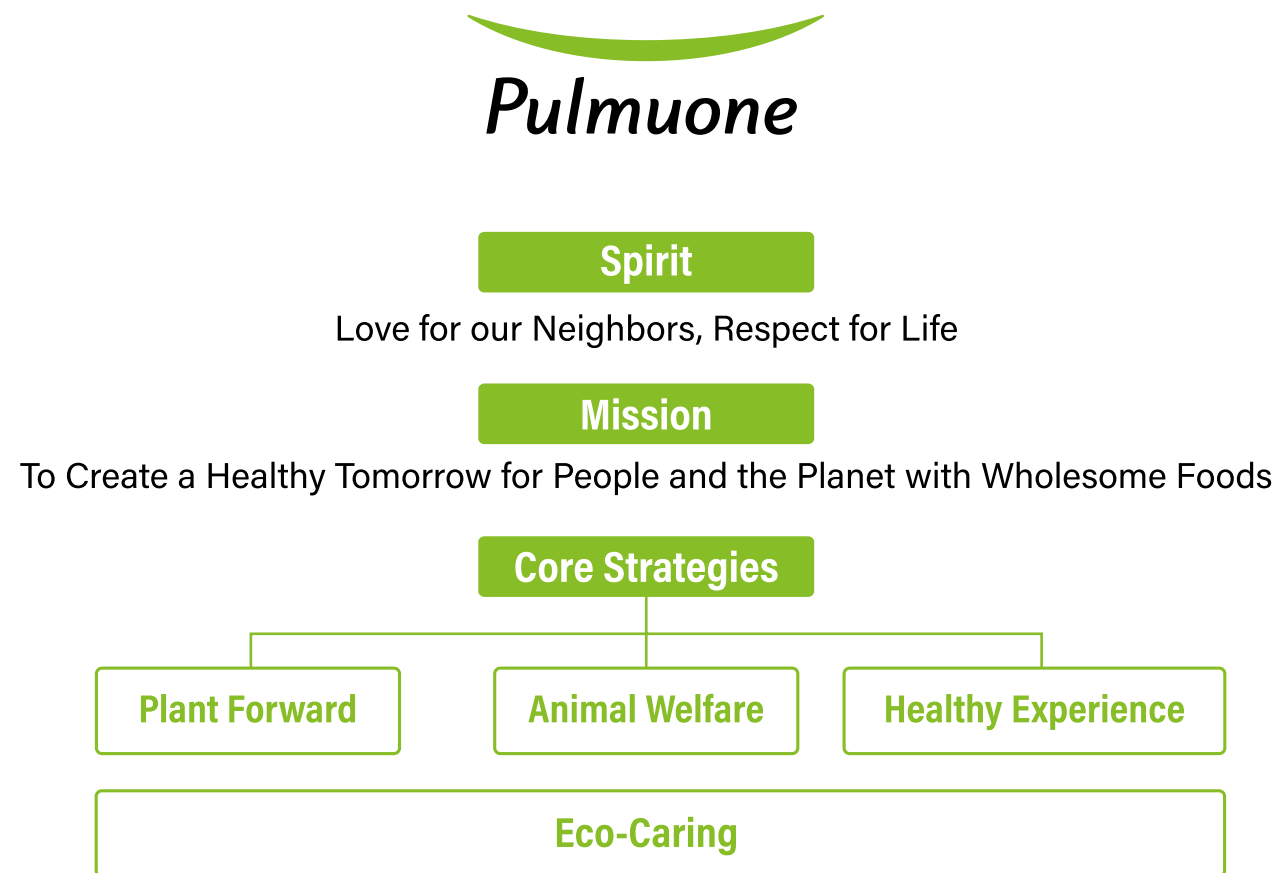 Pulmuone
Spirit
Love for our Neighbors, Respect for Life
Mission
To Create a Healthy Tomorrow for People and the Planet with Wholesome Foods
Core Strategies
Plant Forward
Animal Welfare
Healthy Experience
Eco-Caring